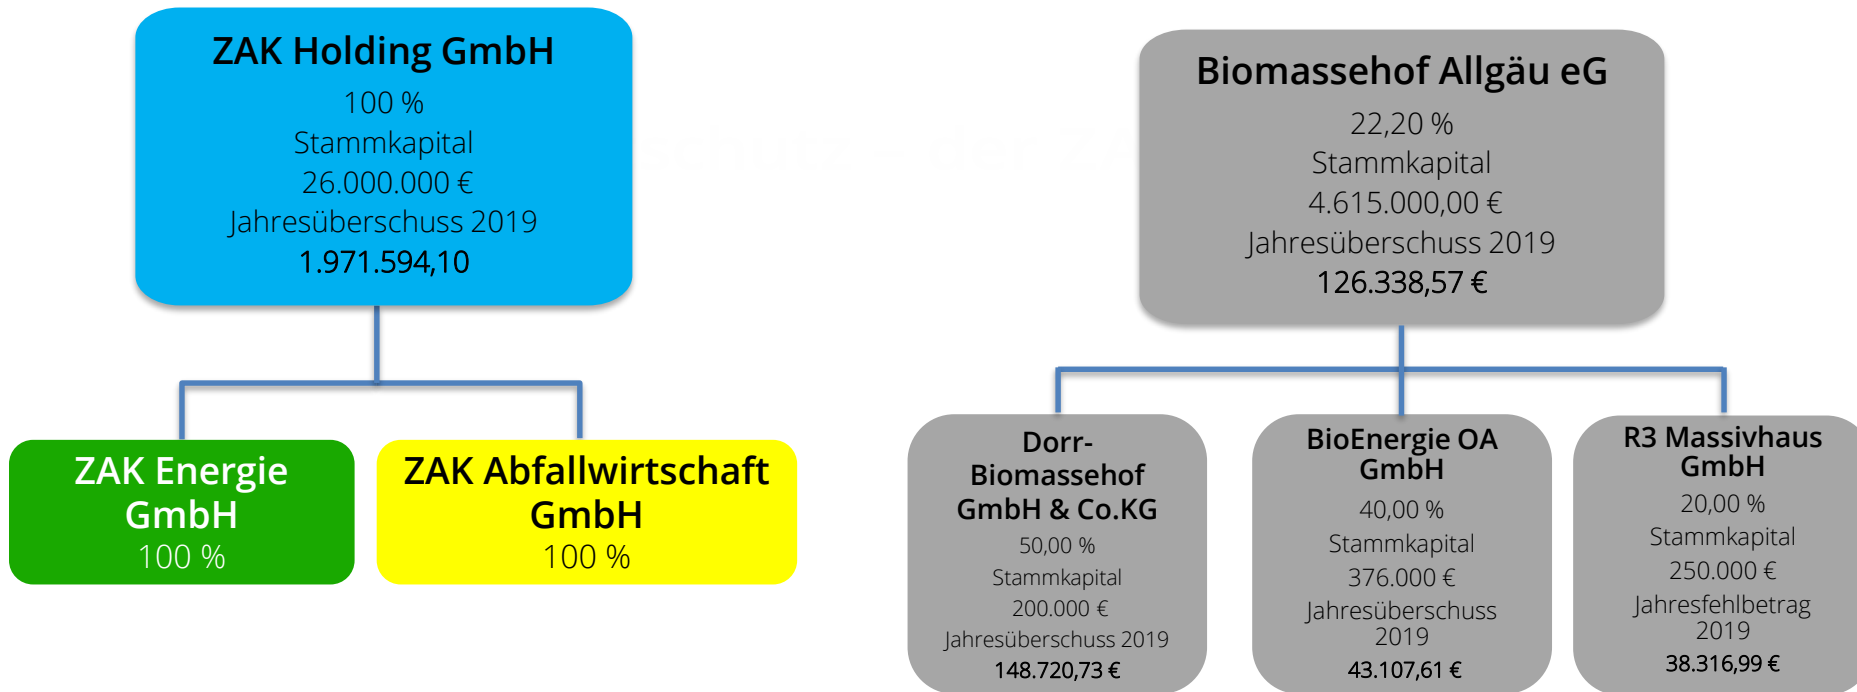 ZAK Holding GmbH
100 %
Stammkapital
26.000.000 €
Jahresüberschuss 2019
1.971.594,10
ZAK Energie
GmbH
100 %
ZAK Abfallwirtschaft
GmbH
100 %
Biomassehof Allgäu eG
22,20 %
Stammkapital
4.615.000,00 €
Jahresüberschuss 2019
126.338,57 €
Dorr-
Biomassehof
GmbH & Co.KG
50,00 %
Stammkapital
200.000 €
Jahresüberschuss 2019
148.720,73 €
BioEnergie OA
GmbH
40,00 %
Stammkapital
376.000 €
Jahresüberschuss
2019
43.107,61 €
R3 Massivhaus
GmbH
20,00 %
Stammkapital
250.000 €
Jahresfehlbetrag
2019
38.316,99 €